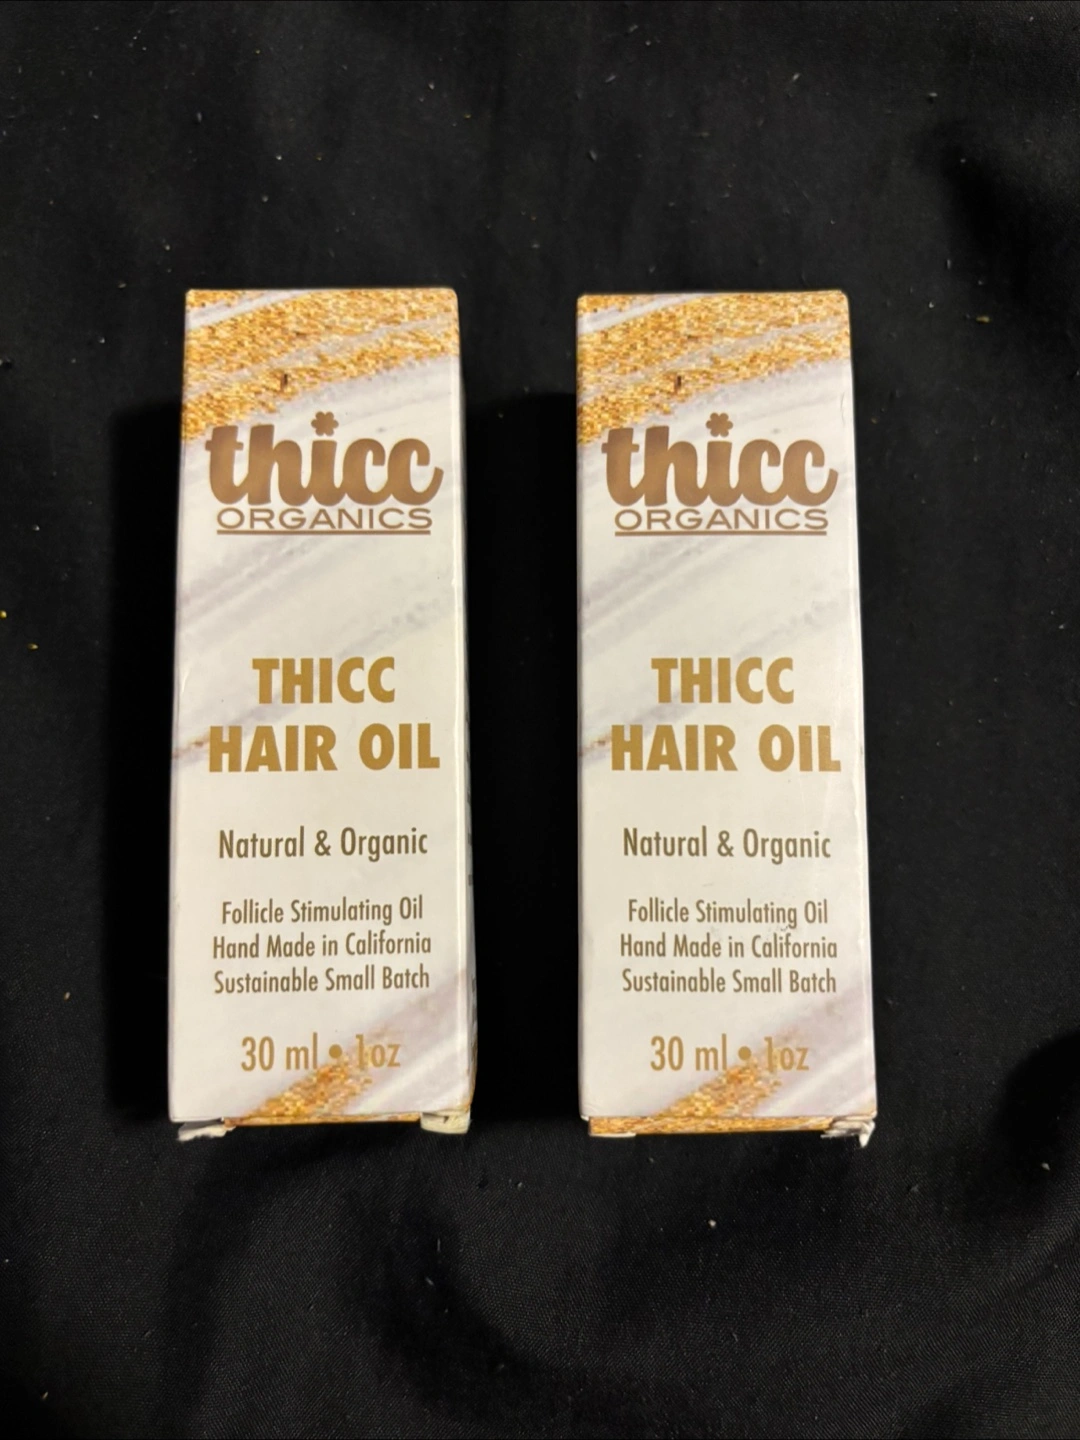 thicc
ORGANICS
THICC
HAIR OIL
Natural & Organic
Follicle Stimulating Oil
Hand Made in California
Sustainable Small Batch
30 ml • 1oz
thicc
ORGANICS
THICC
HAIR OIL
Natural & Organic
Follicle Stimulating Oil
Hand Made in California
Sustainable Small Batch
30 ml • 1oz